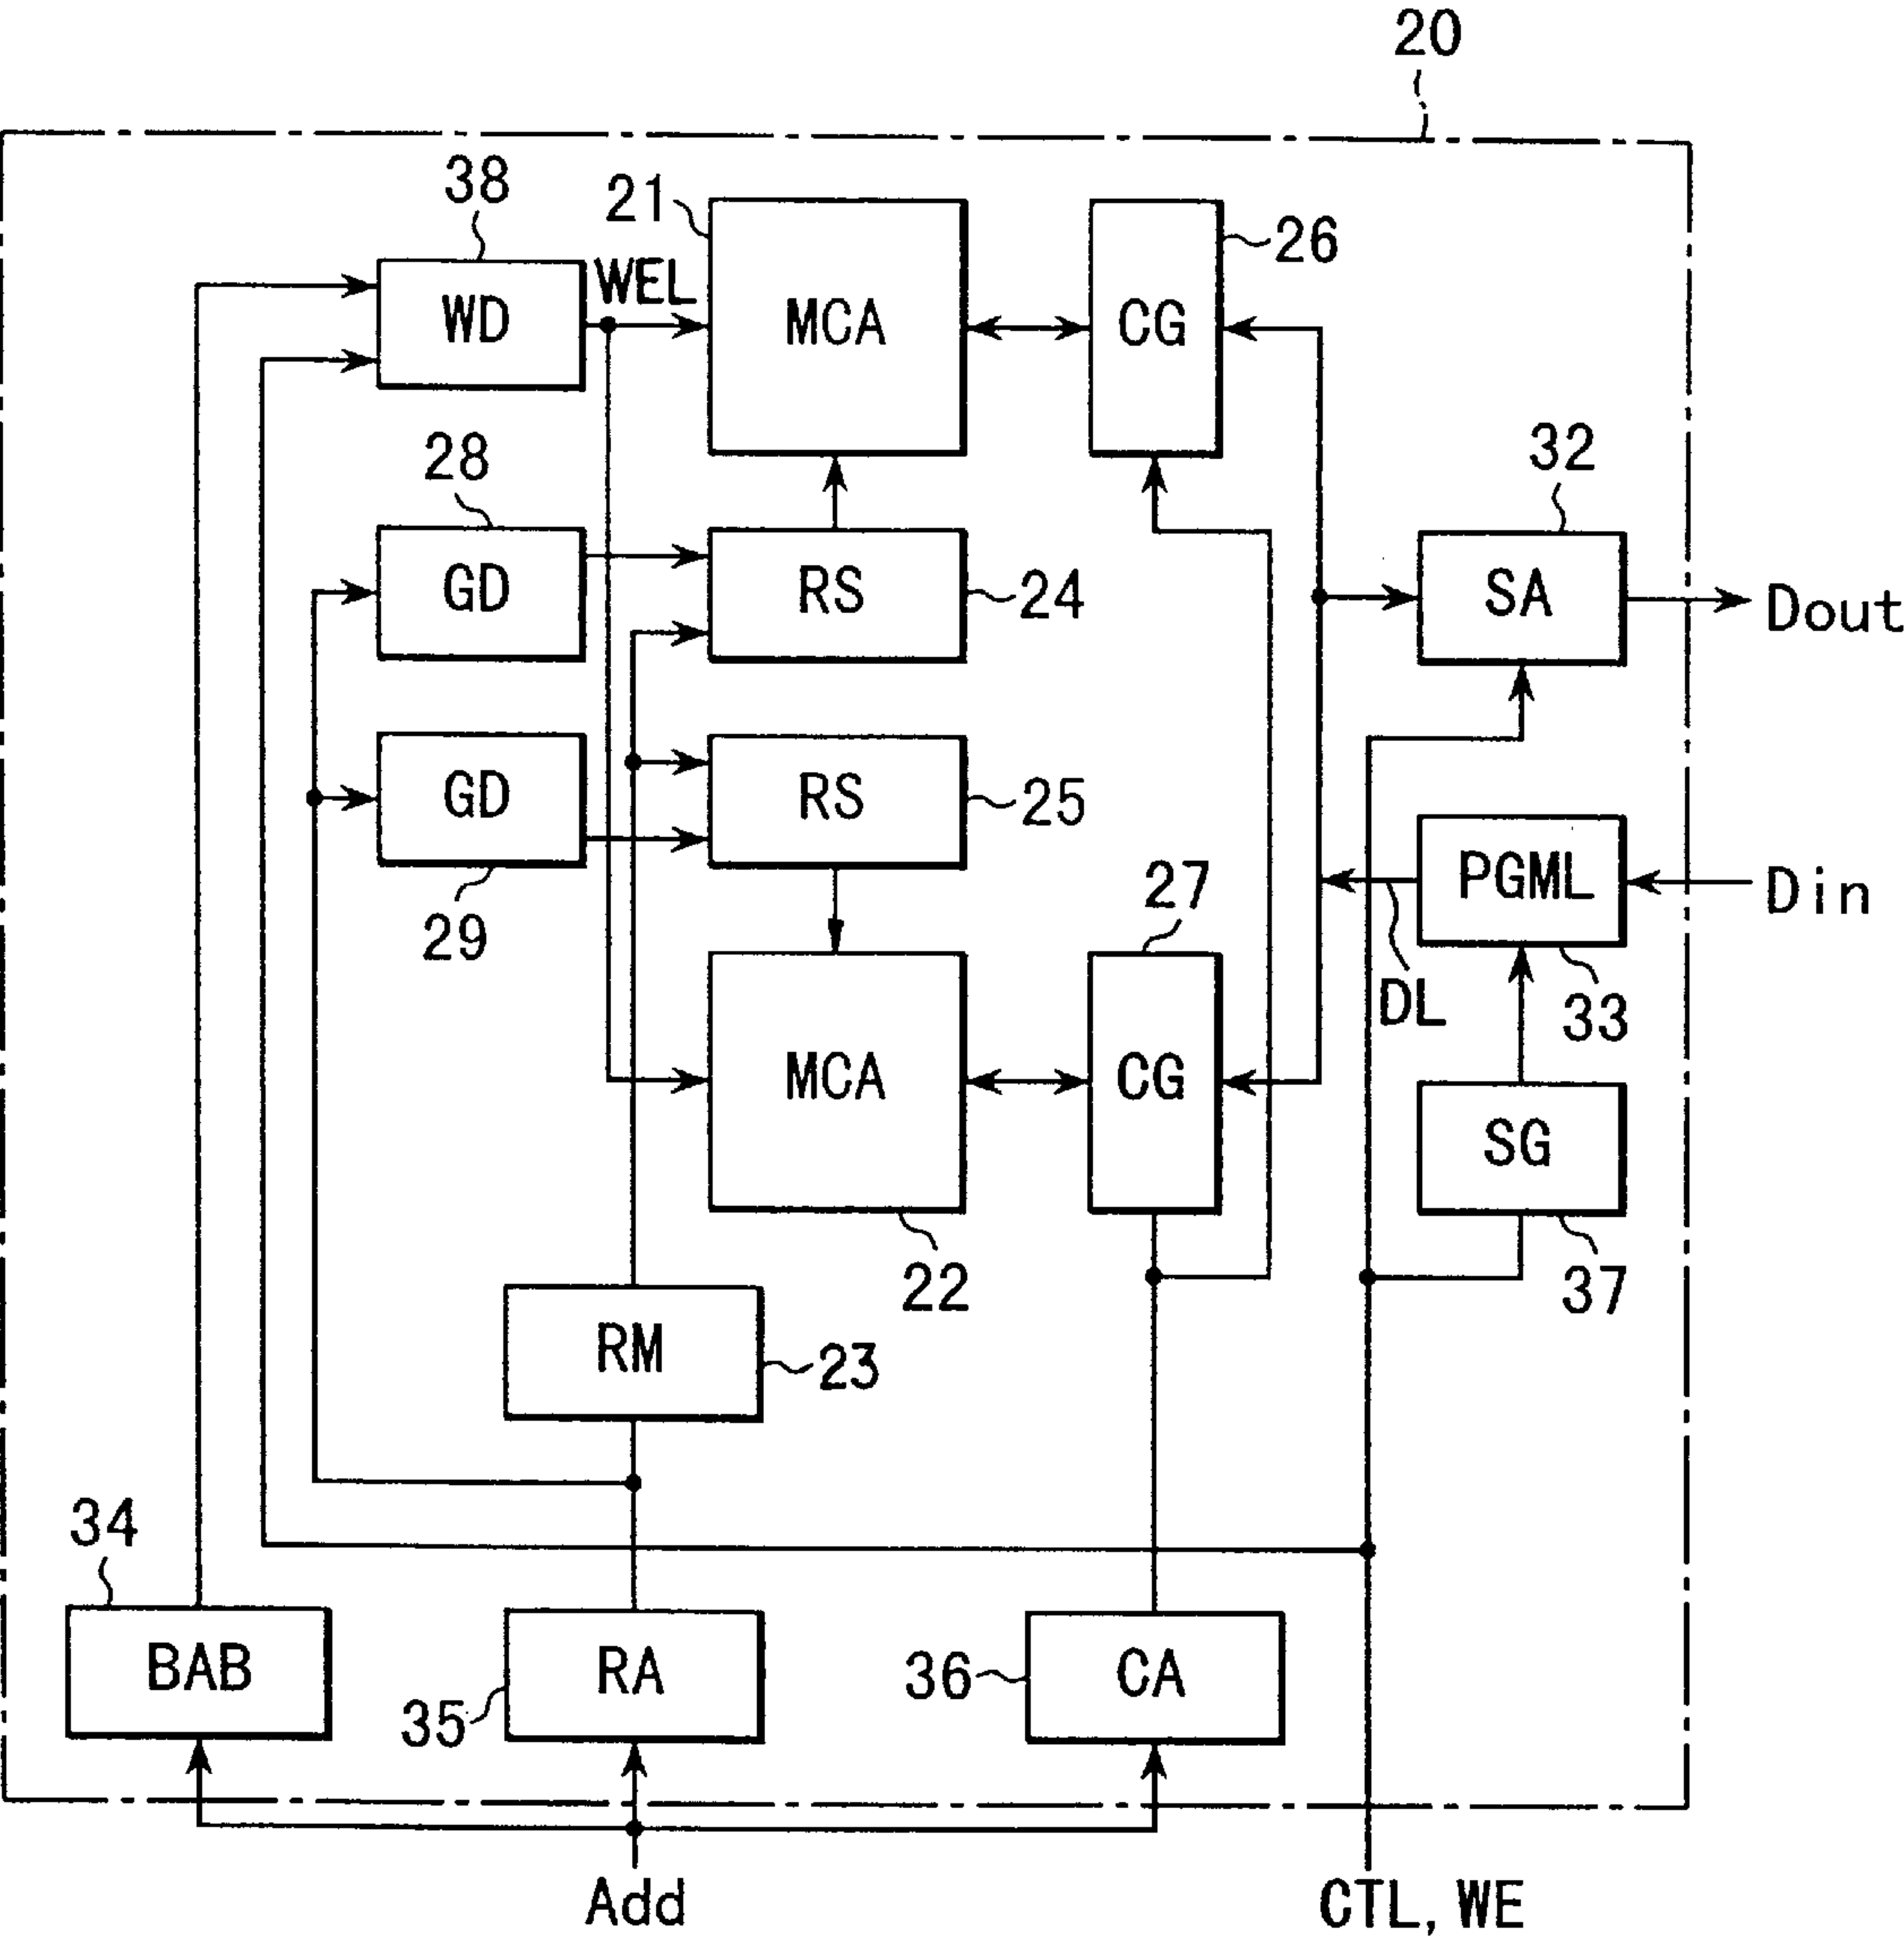 20
38
21
26
WD
WEL
MCA
CG
28
32
GD
RS
24
SA
Dout
GD
RS
25
29
27
PGML
Din
DL
33
MCA
CG
SG
22
37
RM
23
34
BAB
35
RA
36
CA
Add
CTL, WE